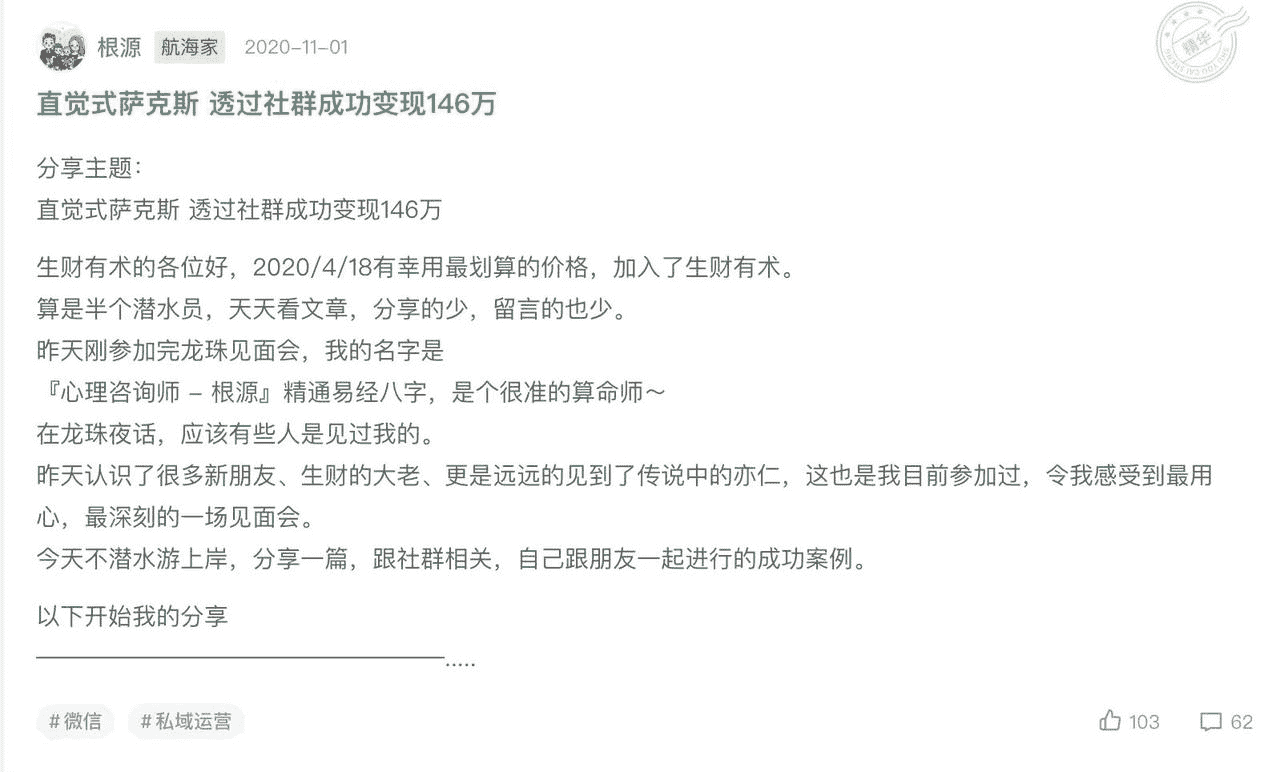 根源 航海家 2020-11-01
精华
直觉式萨克斯 透过社群成功变现146万
分享主题：
直觉式萨克斯 透过社群成功变现146万
生财有术的各位好，2020/4/18有幸用最划算的价格，加入了生财有术。
算是半个潜水员，天天看文章，分享的少，留言的也少。
昨天刚参加完龙珠见面会，我的名字是
『心理咨询师 – 根源』精通易经八字，是个很准的算命师～
在龙珠夜话，应该有些人是见过我的。
昨天认识了很多新朋友、生财的大老、更是远远的见到了传说中的亦仁，这也是我目前参加过，令我感受到最用
心，最深刻的一场见面会。
今天不潜水游上岸，分享一篇，跟社群相关，自己跟朋友一起进行的成功案例。
以下开始我的分享
—————————————————.....
#微信 #私域运营 103 62